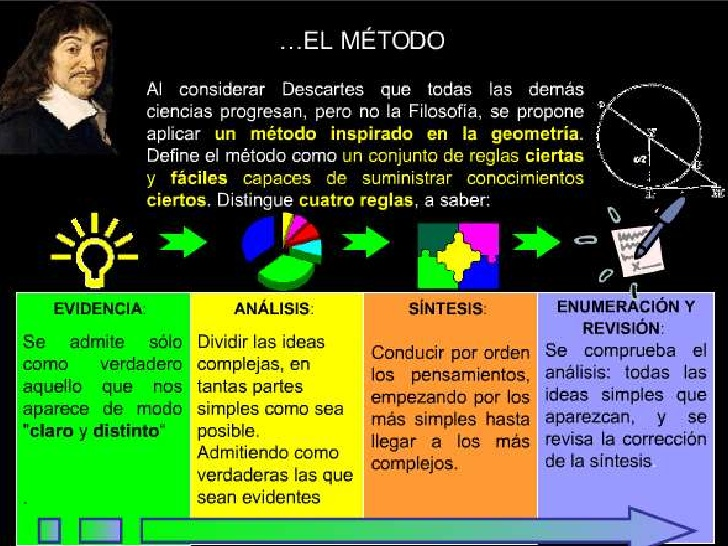 …EL MÉTODO
Al considerar Descartes que todas las demás
ciencias progresan, pero no la Filosofía, se propone
aplicar un método inspirado en la geometría.
Define el método como un conjunto de reglas ciertas
y fáciles capaces de suministrar conocimientos
ciertos. Distingue cuatro reglas, a saber:
EVIDENCIA:
Se admite sólo
como verdadero
aquello que nos
aparece de modo
"claro y distinto"
.
ANÁLISIS:
Dividir las ideas
complejas, en
tantas partes
simples como sea
posible.
Admitiendo como
verdaderas las que
sean evidentes
SÍNTESIS:
Conducir por orden
los pensamientos,
empezando por los
más simples hasta
llegar a los más
complejos.
ENUMERACIÓN Y
REVISIÓN:
Se comprueba el
análisis: todas las
ideas simples que
aparezcan, y se
revisa la corrección
de la síntesis.